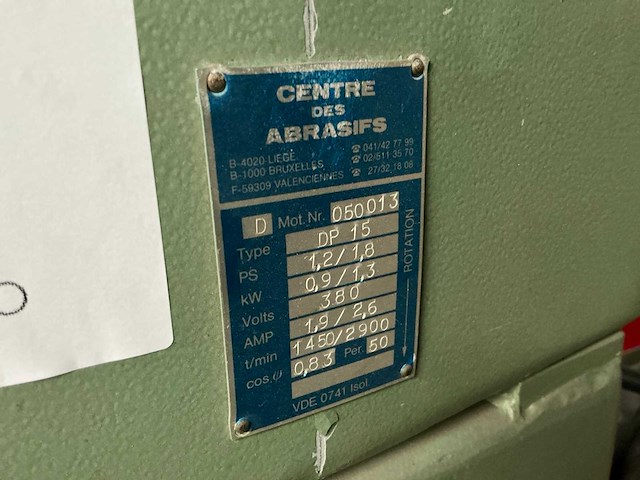 CENTRE
DES
ABRASIFS
B-4020 LIEGE ☎ 041/42 77 99
B-1000 BRUXELLES ☎ 02/511 35 70
F-59309 VALENCIENNES ☎ 27/32 18 08
D Mot. Nr. 050013
Type DP 15
PS 1,2/1,8
kW 0,9/1,3
Volts 380
AMP 1,9/2,6
t/min 1450/2900
cos.φ 0,83 Per. 50
ROTATION
VDE 0741 Isol.